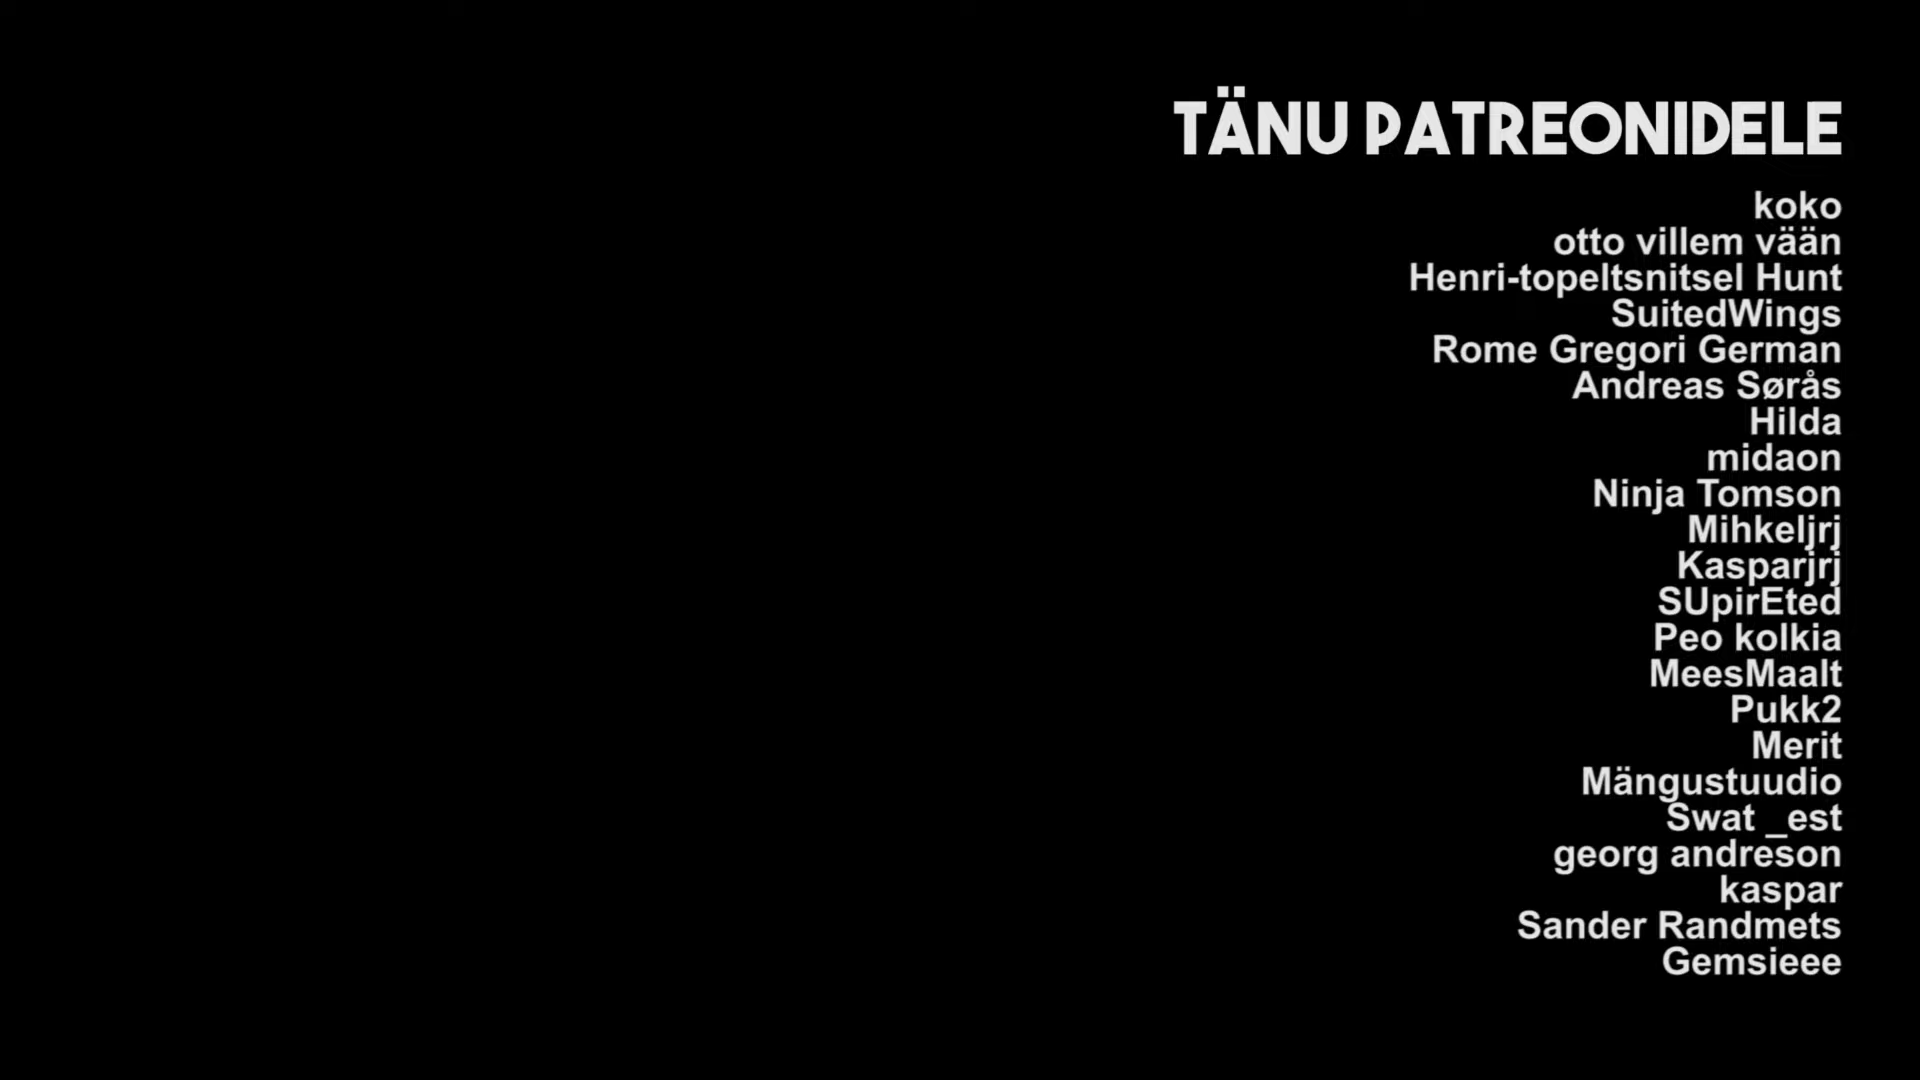 TÄNU PATREONIDELE
koko
otto villem vään
Henri-topeltsnitsel Hunt
SuitedWings
Rome Gregori German
Andreas Sørås
Hilda
midaon
Ninja Tomson
Mihkeljrj
Kasparjrj
SUpirEted
Peo kolkia
MeesMaalt
Pukk2
Merit
Mängustuudio
Swat _est
georg andreson
kaspar
Sander Randmets
Gemsieee